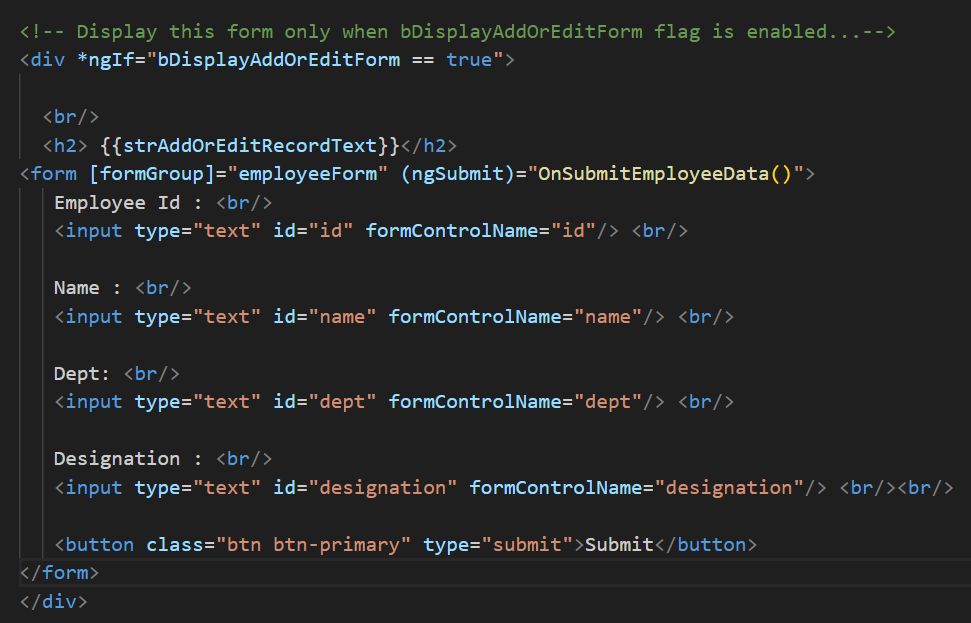 <!-- Display this form only when bDisplayAddOrEditForm flag is enabled...-->
<div *ngIf="bDisplayAddOrEditForm == true">
<br/>
<h2> {{strAddOrEditRecordText}}</h2>
<form [formGroup]="employeeForm" (ngSubmit)="OnSubmitEmployeeData()">
Employee Id : <br/>
<input type="text" id="id" formControlName="id"/> <br/>
Name : <br/>
<input type="text" id="name" formControlName="name"/> <br/>
Dept: <br/>
<input type="text" id="dept" formControlName="dept"/> <br/>
Designation : <br/>
<input type="text" id="designation" formControlName="designation"/> <br/><br/>
<button class="btn btn-primary" type="submit">Submit</button>
</form>
</div>